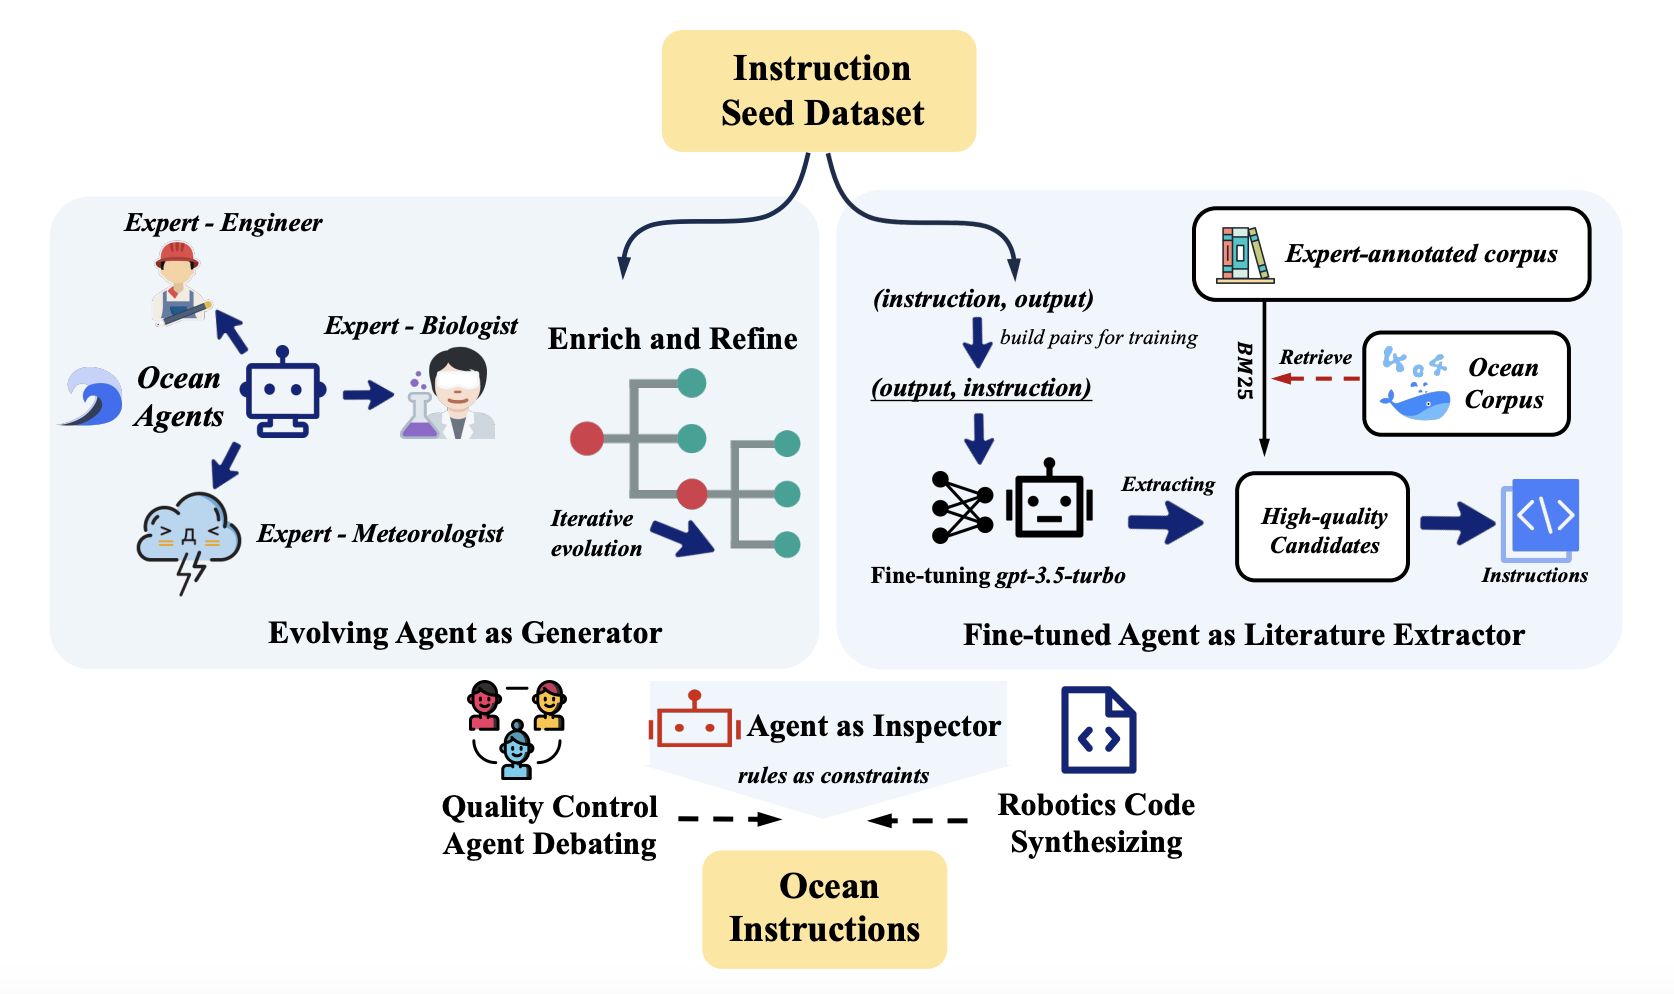 Instruction
Seed Dataset
Expert - Engineer
Expert - Biologist
Ocean
Agents
Expert - Meteorologist
Enrich and Refine
Iterative
evolution
Evolving Agent as Generator
(instruction, output)
build pairs for training
(output, instruction)
Fine-tuning gpt-3.5-turbo
Extracting
Expert-annotated corpus
BM25
Retrieve
Ocean
Corpus
High-quality
Candidates
Instructions
Fine-tuned Agent as Literature Extractor
Quality Control
Agent Debating
Agent as Inspector
rules as constraints
Robotics Code
Synthesizing
Ocean
Instructions